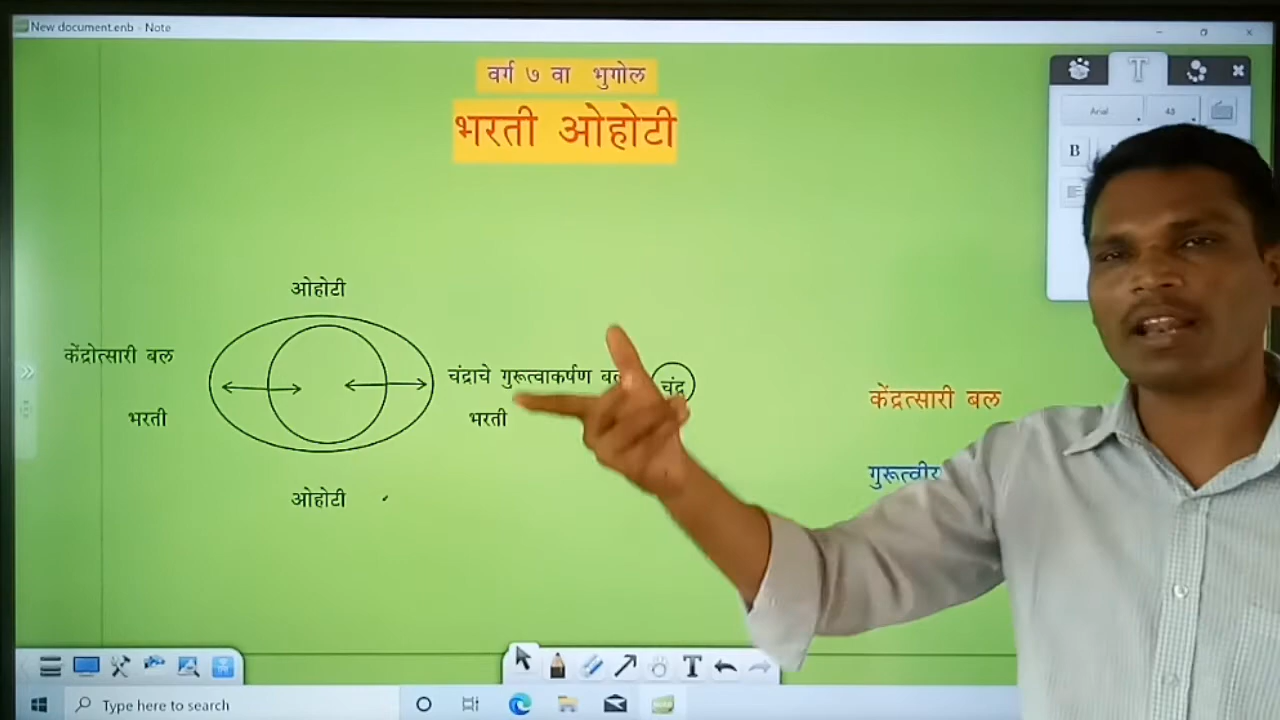 New document.enb - Note
वर्ग ७ वा भुगोल
भरती ओहोटी
Arial
48
B
ओहोटी
केंद्रोत्सारी बल
चंद्राचे गुरूत्वाकर्षण
चंद्र
केंद्रत्सारी बल
भरती
भरती
ओहोटी
T
Type here to search